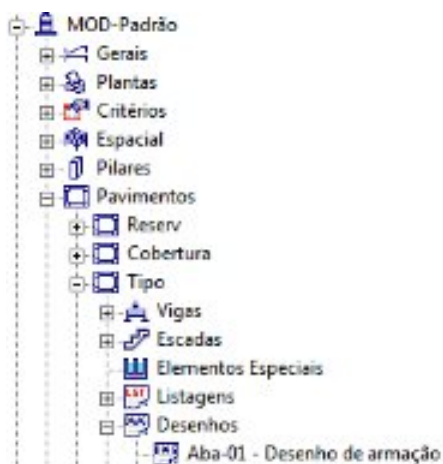 MOD-Padrão
Gerais
Plantas
Critérios
Espacial
Pilares
Pavimentos
Reserv
Cobertura
Tipo
Vigas
Escadas
Elementos Especiais
LST Listagens
Desenhos
Aba-01 - Desenho de armação